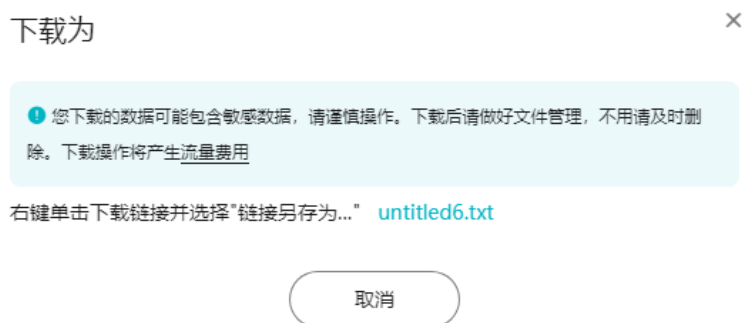 下载为
您下载的数据可能包含敏感数据，请谨慎操作。下载后请做好文件管理，不用请及时删
除。下载操作将产生流量费用
右键单击下载链接并选择"链接另存为..." untitled6.txt
取消